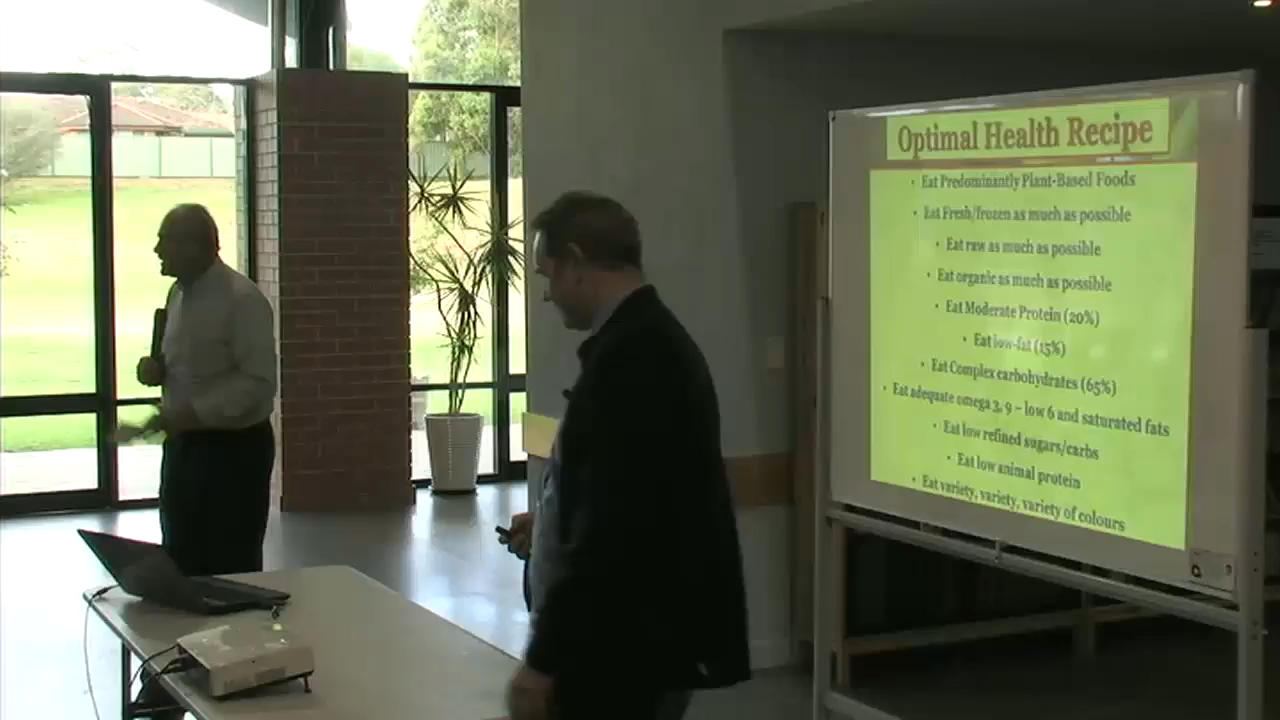 Optimal Health Recipe
• Eat Predominantly Plant-Based Foods
• Eat Fresh/frozen as much as possible
• Eat raw as much as possible
• Eat organic as much as possible
• Eat Moderate Protein (20%)
• Eat low-fat (15%)
• Eat Complex carbohydrates (65%)
• Eat adequate omega 3, 9 – low 6 and saturated fats
• Eat low refined sugars/carbs
• Eat low animal protein
• Eat variety, variety, variety of colours